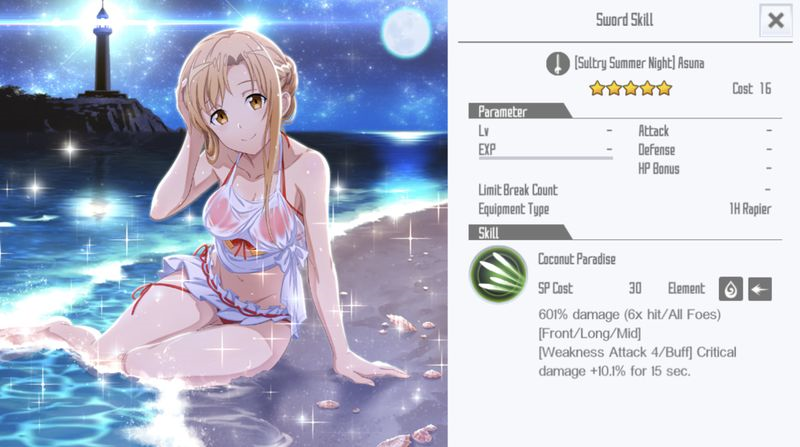 Sword Skill
[Sultry Summer Night] Asuna
Cost 16
Parameter
Lv -
Attack -
EXP -
Defense -
HP Bonus -
Limit Break Count -
Equipment Type 1H Rapier
Skill
Coconut Paradise
SP Cost 30 Element
601% damage (6x hit/All Foes)
[Front/Long/Mid]
[Weakness Attack 4/Buff] Critical
damage +10.1% for 15 sec.